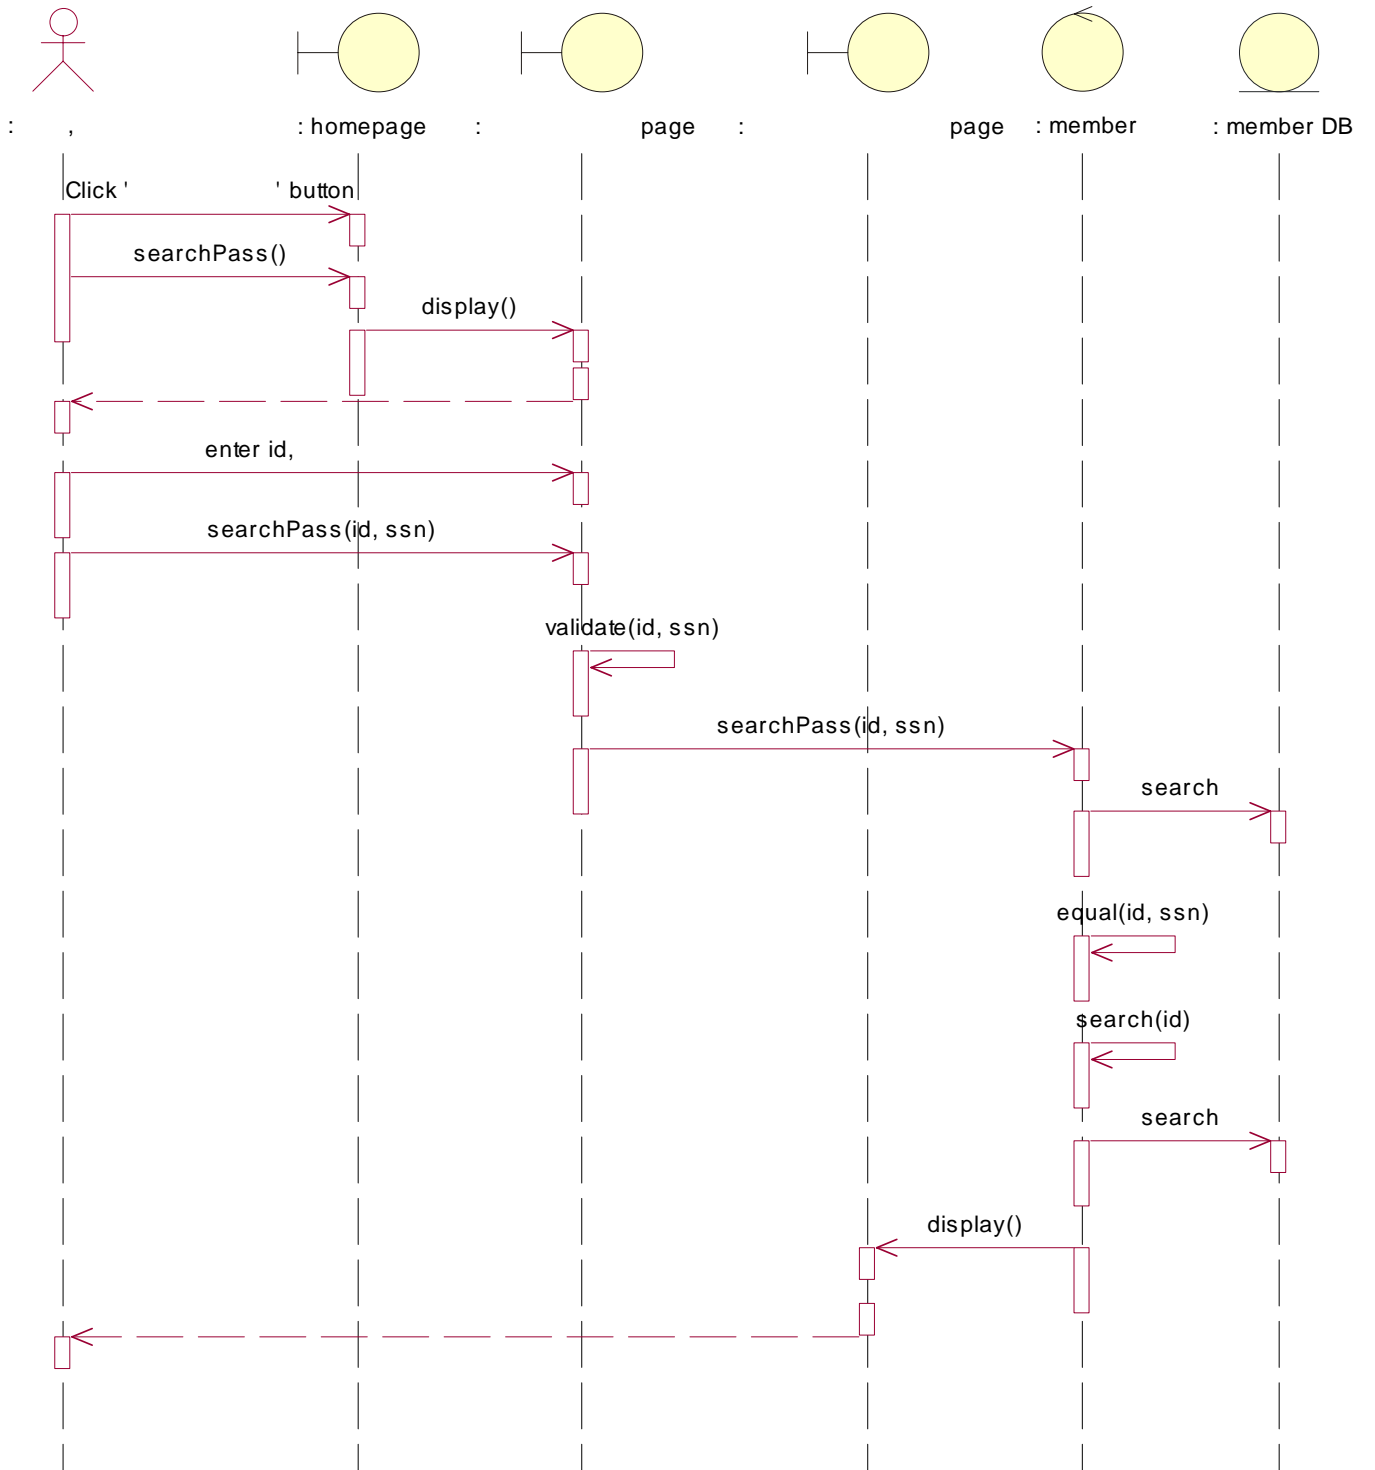 : ,
: homepage
: page
: page
: member
: member DB
Click ' ' button
searchPass()
display()
enter id,
searchPass(id, ssn)
validate(id, ssn)
searchPass(id, ssn)
search
equal(id, ssn)
search(id)
search
display()